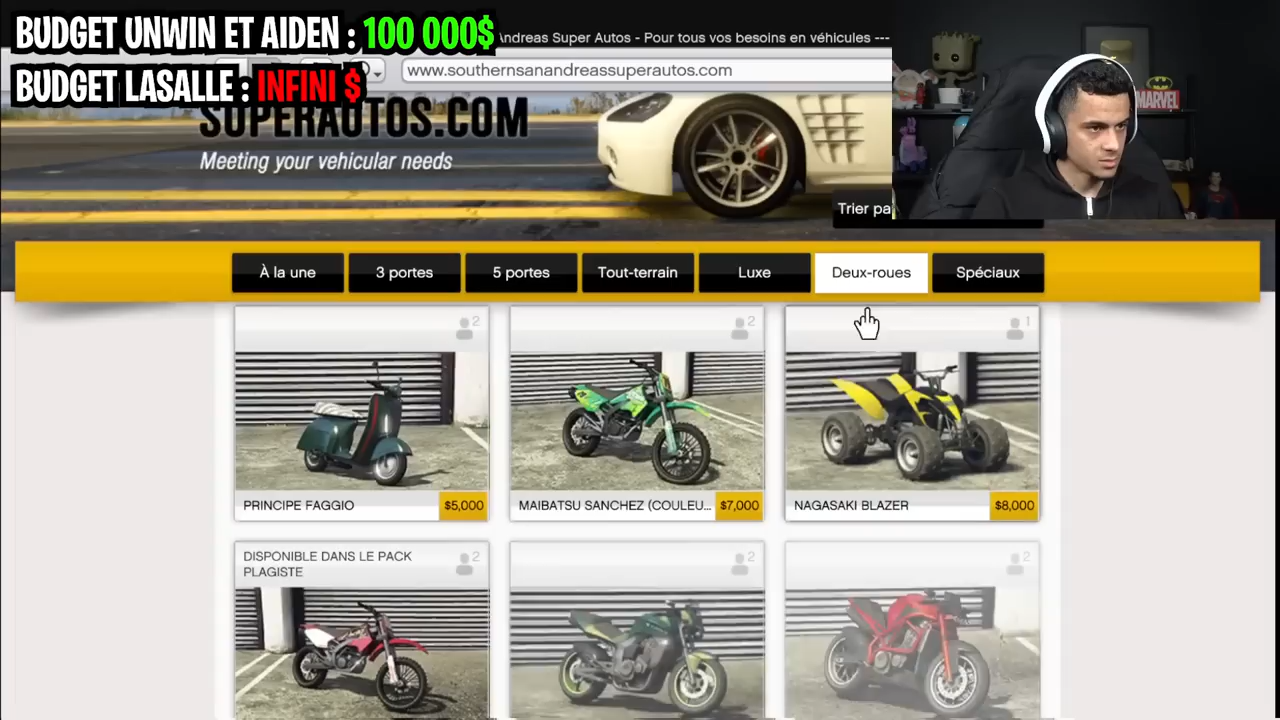 BUDGET UNWIN ET AIDEN : 100 000$
Andreas Super Autos - Pour tous vos besoins en véhicules ---
BUDGET LASALLE : INFINI $
www.southernsanandreassuperautos.com
SUPERAUTOS.COM
Meeting your vehicular needs
MARVEL
Trier pa
À la une
3 portes
5 portes
Tout-terrain
Luxe
Deux-roues
Spéciaux
2
2
1
PRINCIPE FAGGIO
$5,000
MAIBATSU SANCHEZ (COULEU...
$7,000
NAGASAKI BLAZER
$8,000
DISPONIBLE DANS LE PACK
PLAGISTE
2
2
2